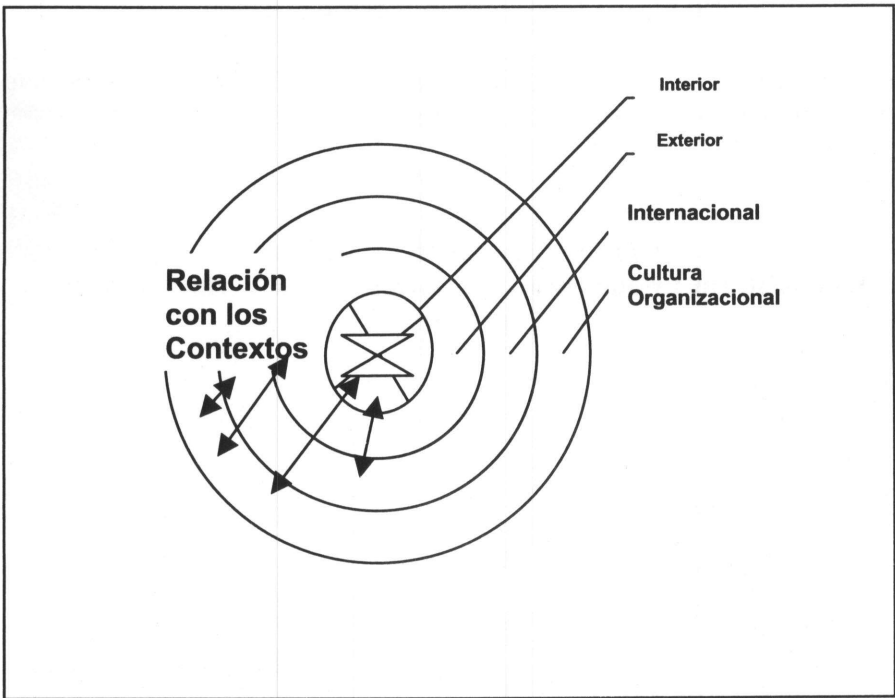 Interior
Exterior
Internacional
Cultura
Organizacional
Relación
con los
Contextos